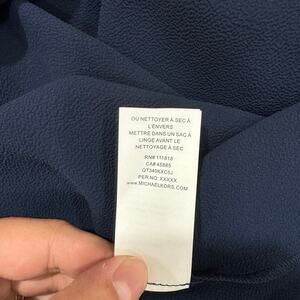 OU NETTOYER À SEC À
L'ENVERS
METTRE DANS UN SAC À
LINGE AVANT LE
NETTOYAGE À SEC
RN# 111818
CA# 45885
QT240KXC5J
PER NO: XXXXX
WWW.MICHAELKORS.COM